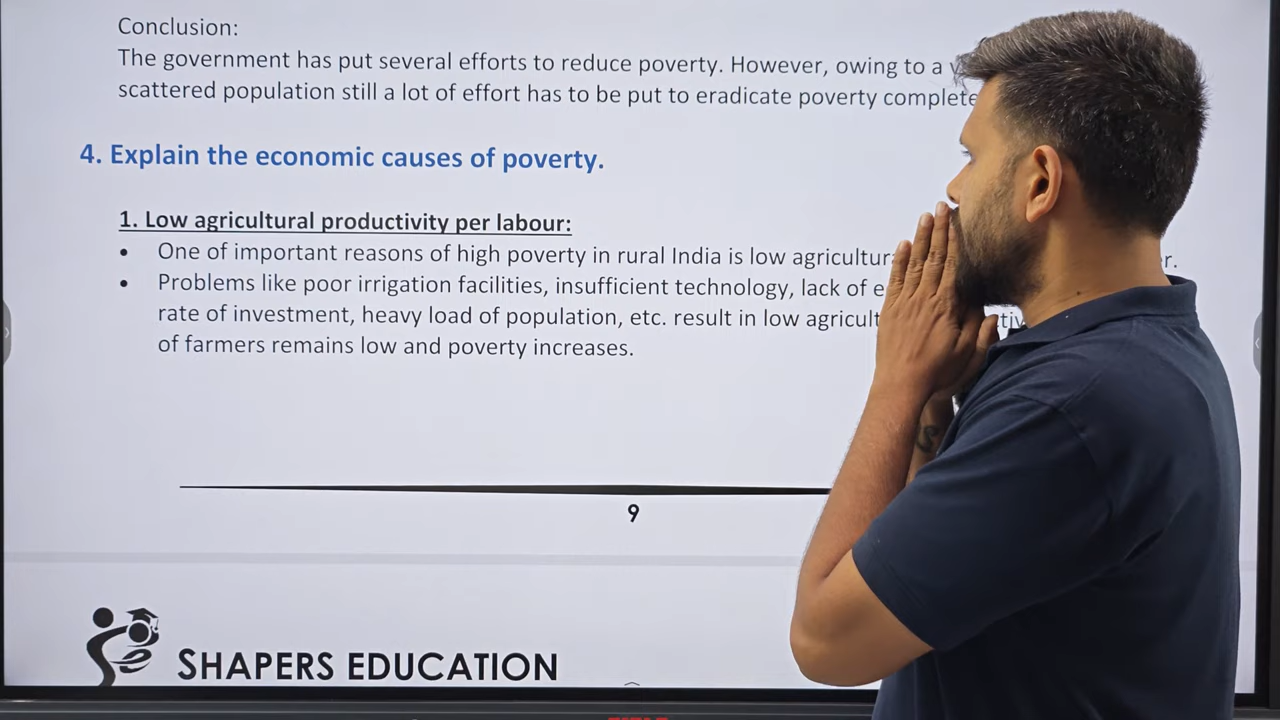 Conclusion:
The government has put several efforts to reduce poverty. However, owing to a
scattered population still a lot of effort has to be put to eradicate poverty
4. Explain the economic causes of poverty.
1. Low agricultural productivity per labour:
• One of important reasons of high poverty in rural India is low
• Problems like poor irrigation facilities, insufficient technology, lack of
rate of investment, heavy load of population, etc. result in low
of farmers remains low and poverty increases.
9
SHAPERS EDUCATION